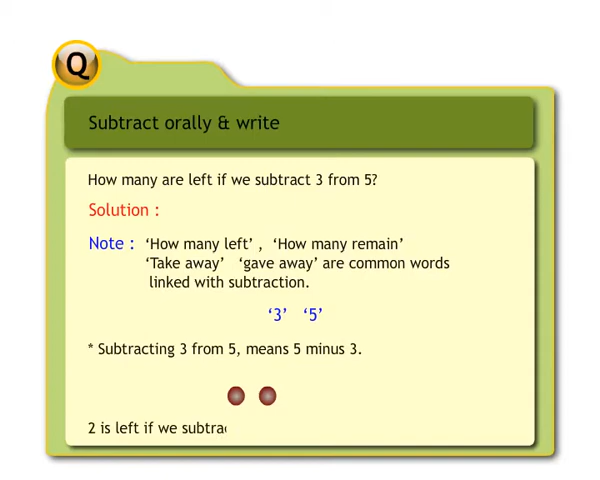 Q
Subtract orally & write
How many are left if we subtract 3 from 5?
Solution :
Note : ‘How many left’ , ‘How many remain’
‘Take away’ ‘gave away’ are common words
linked with subtraction.
‘3’ ‘5’
* Subtracting 3 from 5, means 5 minus 3.
2 is left if we subtrac